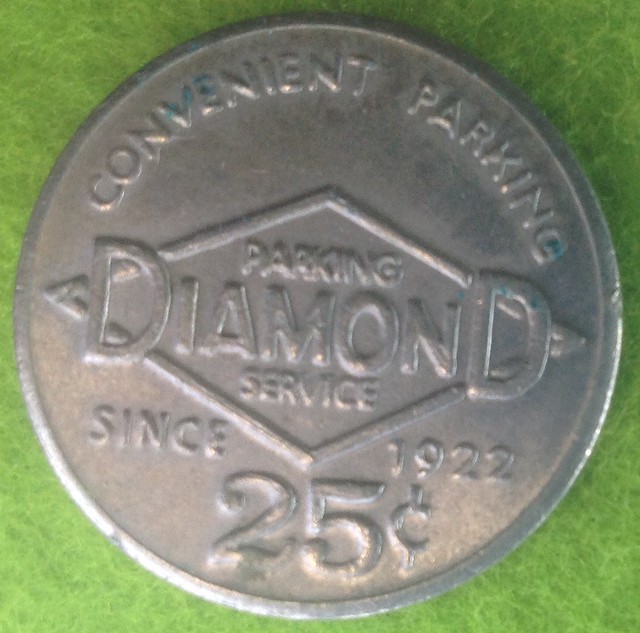 CONVENIENT PARKING
PARKING
DIAMOND
SERVICE
SINCE 1922
25¢